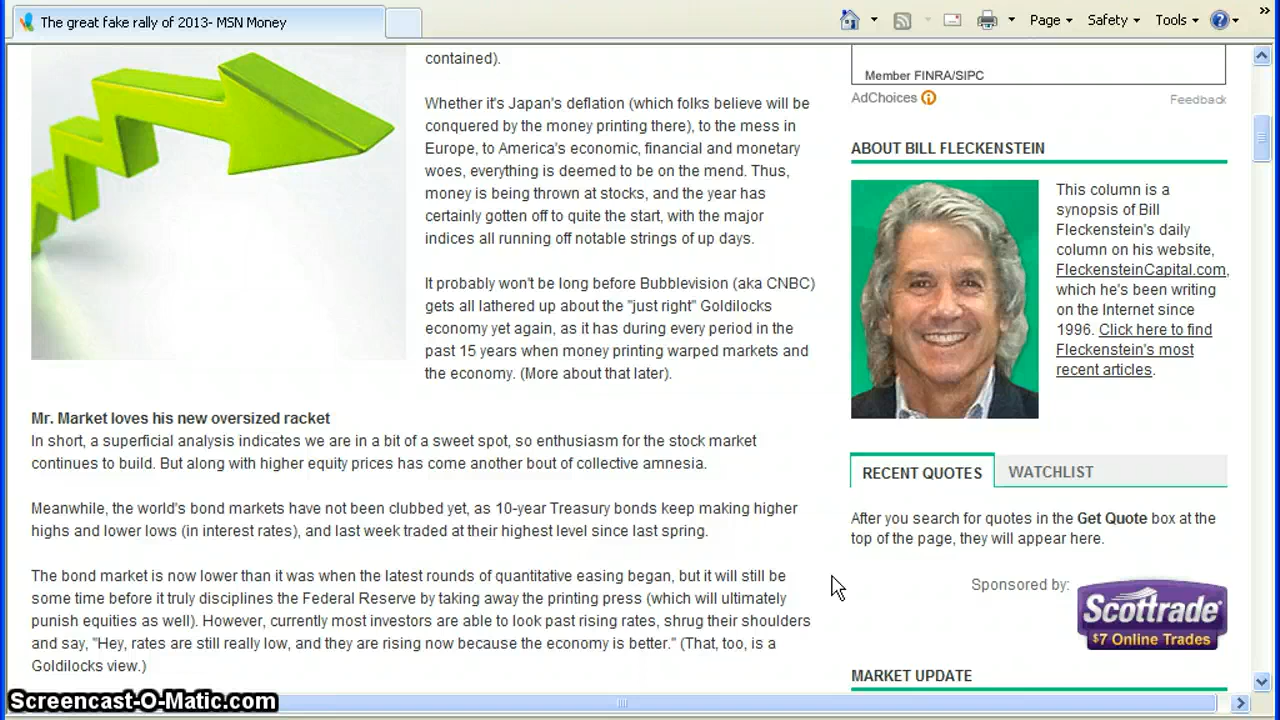 The great fake rally of 2013- MSN Money
Page
Safety
Tools
contained).
Whether it's Japan's deflation (which folks believe will be
conquered by the money printing there), to the mess in
Europe, to America's economic, financial and monetary
woes, everything is deemed to be on the mend. Thus,
money is being thrown at stocks, and the year has
certainly gotten off to quite the start, with the major
indices all running off notable strings of up days.
It probably won't be long before Bubblevision (aka CNBC)
gets all lathered up about the "just right" Goldilocks
economy yet again, as it has during every period in the
past 15 years when money printing warped markets and
the economy. (More about that later).
Mr. Market loves his new oversized racket
In short, a superficial analysis indicates we are in a bit of a sweet spot, so enthusiasm for the stock market
continues to build. But along with higher equity prices has come another bout of collective amnesia.
Meanwhile, the world's bond markets have not been clubbed yet, as 10-year Treasury bonds keep making higher
highs and lower lows (in interest rates), and last week traded at their highest level since last spring.
The bond market is now lower than it was when the latest rounds of quantitative easing began, but it will still be
some time before it truly disciplines the Federal Reserve by taking away the printing press (which will ultimately
punish equities as well). However, currently most investors are able to look past rising rates, shrug their shoulders
and say, "Hey, rates are still really low, and they are rising now because the economy is better." (That, too, is a
Goldilocks view.)
Member FINRA/SIPC
AdChoices
Feedback
ABOUT BILL FLECKENSTEIN
This column is a
synopsis of Bill
Fleckenstein's daily
column on his website,
FleckensteinCapital.com,
which he's been writing
on the Internet since
1996. Click here to find
Fleckenstein's most
recent articles.
RECENT QUOTES
WATCHLIST
After you search for quotes in the Get Quote box at the
top of the page, they will appear here.
Sponsored by:
Scottrade
$7 Online Trades
MARKET UPDATE
Screencast-O-Matic.com